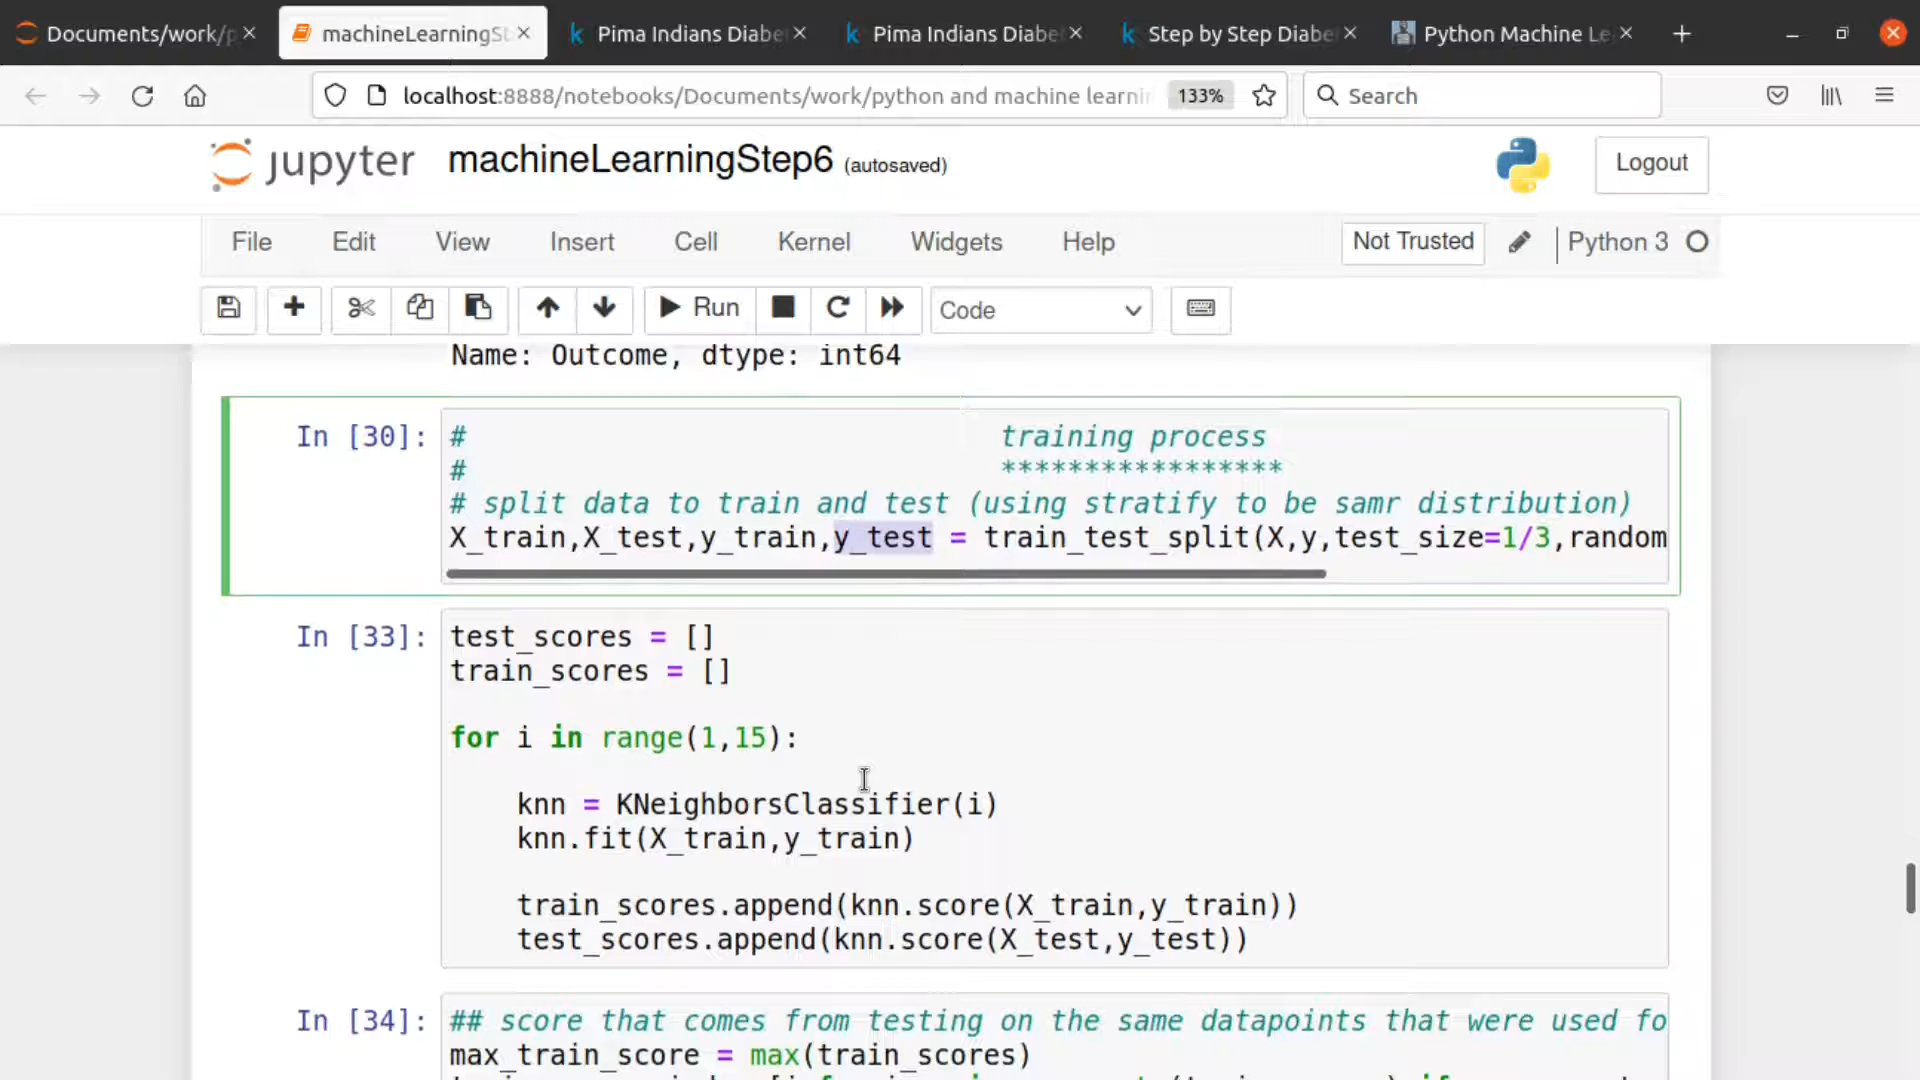 Documents/work/p
machineLearningS
Pima Indians Diabe
Pima Indians Diabe
Step by Step Diabe
Python Machine Le
localhost:8888/notebooks/Documents/work/python and machine learnin
133%
Search
jupyter
machineLearningStep6 (autosaved)
Logout
File Edit View Insert Cell Kernel Widgets Help
Not Trusted
Python 3
Run
Code
Name: Outcome, dtype: int64
In [30]: # training process
# *****************
# split data to train and test (using stratify to be samr distribution)
X_train,X_test,y_train,y_test = train_test_split(X,y,test_size=1/3,random
In [33]: test_scores = []
train_scores = []
for i in range(1,15):
knn = KNeighborsClassifier(i)
knn.fit(X_train,y_train)
train_scores.append(knn.score(X_train,y_train))
test_scores.append(knn.score(X_test,y_test))
In [34]: ## score that comes from testing on the same datapoints that were used fo
max_train_score = max(train_scores)